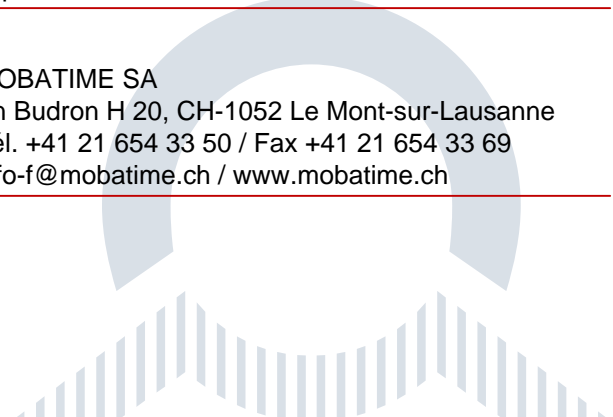 OBATIME SA
n Budron H 20, CH-1052 Le Mont-sur-Lausanne
él. +41 21 654 33 50 / Fax +41 21 654 33 69
fo-f@mobatime.ch / www.mobatime.ch